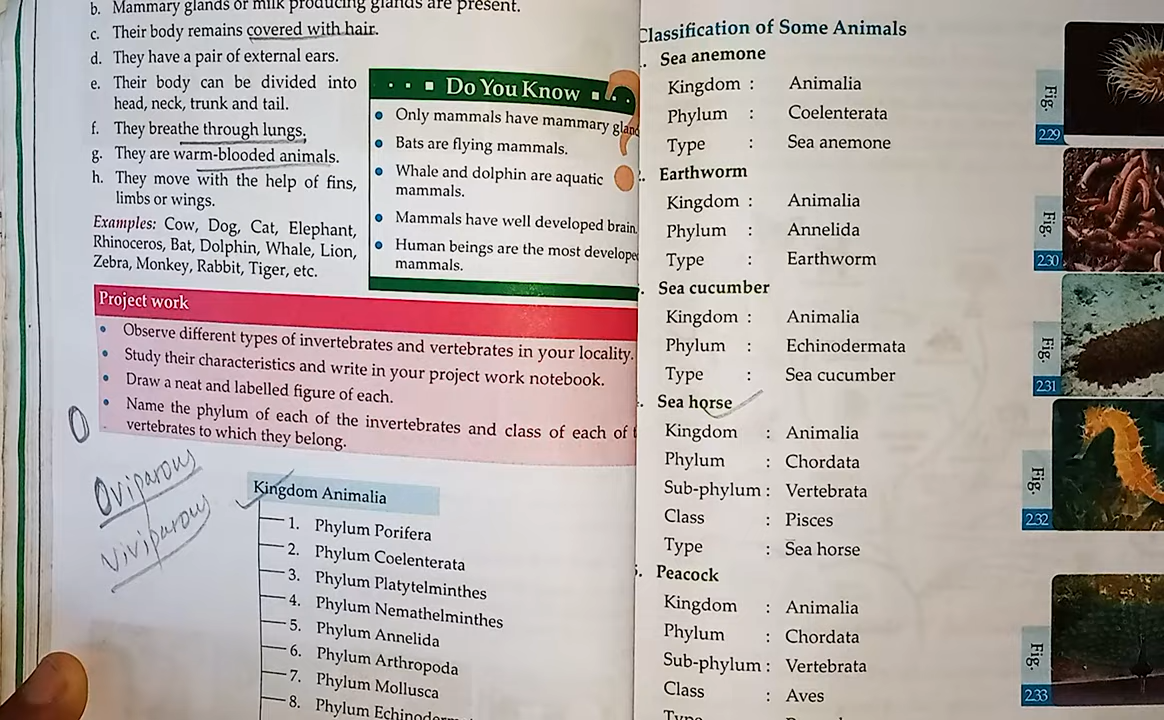 b. Mammary glands or milk producing glands are present.
c. Their body remains covered with hair.
d. They have a pair of external ears.
e. Their body can be divided into
head, neck, trunk and tail.
f. They breathe through lungs.
g. They are warm-blooded animals.
h. They move with the help of fins,
limbs or wings.
Examples: Cow, Dog, Cat, Elephant,
Rhinoceros, Bat, Dolphin, Whale, Lion,
Zebra, Monkey, Rabbit, Tiger, etc.
Do You Know
• Only mammals have mammary gland
• Bats are flying mammals.
• Whale and dolphin are aquatic
mammals.
• Mammals have well developed brain.
• Human beings are the most develope
mammals.
Project work
• Observe different types of invertebrates and vertebrates in your locality.
• Study their characteristics and write in your project work notebook.
• Draw a neat and labelled figure of each.
• Name the phylum of each of the invertebrates and class of each of
vertebrates to which they belong.
Oviparous
Viviparous
Kingdom Animalia
1. Phylum Porifera
2. Phylum Coelenterata
3. Phylum Platytelminthes
4. Phylum Nemathelminthes
5. Phylum Annelida
6. Phylum Arthropoda
7. Phylum Mollusca
8. Phylum Echinoder
Classification of Some Animals
Sea anemone
Kingdom : Animalia
Phylum : Coelenterata
Type : Sea anemone
Fig.
2.29
Earthworm
Kingdom : Animalia
Phylum : Annelida
Type : Earthworm
Fig.
2.30
Sea cucumber
Kingdom : Animalia
Phylum : Echinodermata
Type : Sea cucumber
Fig.
2.31
Sea horse
Kingdom : Animalia
Phylum : Chordata
Sub-phylum : Vertebrata
Class : Pisces
Type : Sea horse
Fig.
2.32
Peacock
Kingdom : Animalia
Phylum : Chordata
Sub-phylum : Vertebrata
Class : Aves
Type :
Fig.
2.33